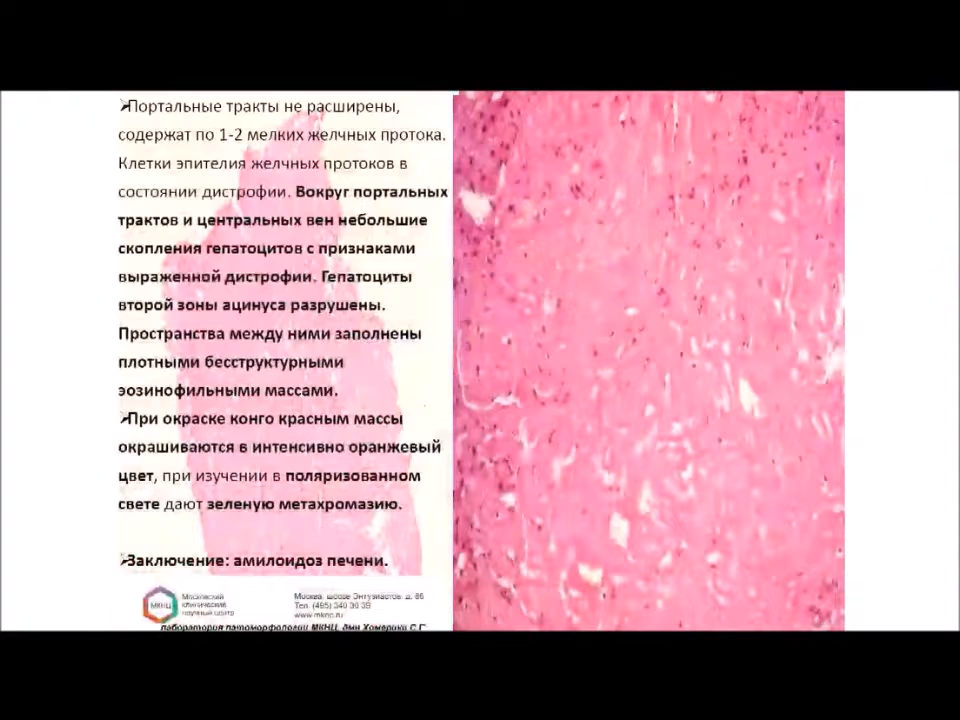 ➢Портальные тракты не расширены,
содержат по 1-2 мелких желчных протока.
Клетки эпителия желчных протоков в
состоянии дистрофии. Вокруг портальных
трактов и центральных вен небольшие
скопления гепатоцитов с признаками
выраженной дистрофии. Гепатоциты
второй зоны ацинуса разрушены.
Пространства между ними заполнены
плотными бесструктурными
эозинофильными массами.
➢При окраске конго красным массы
окрашиваются в интенсивно оранжевый
цвет, при изучении в поляризованном
свете дают зеленую метахромазию.
➢Заключение: амилоидоз печени.
МКНЦ
Московский
клинический
научный центр
Москва, шоссе Энтузиастов, д. 86
Тел. (495) 340 30 39
www.mknc.ru
лаборатория патоморфологии МКНЦ, дмн Хомерики С.Г.